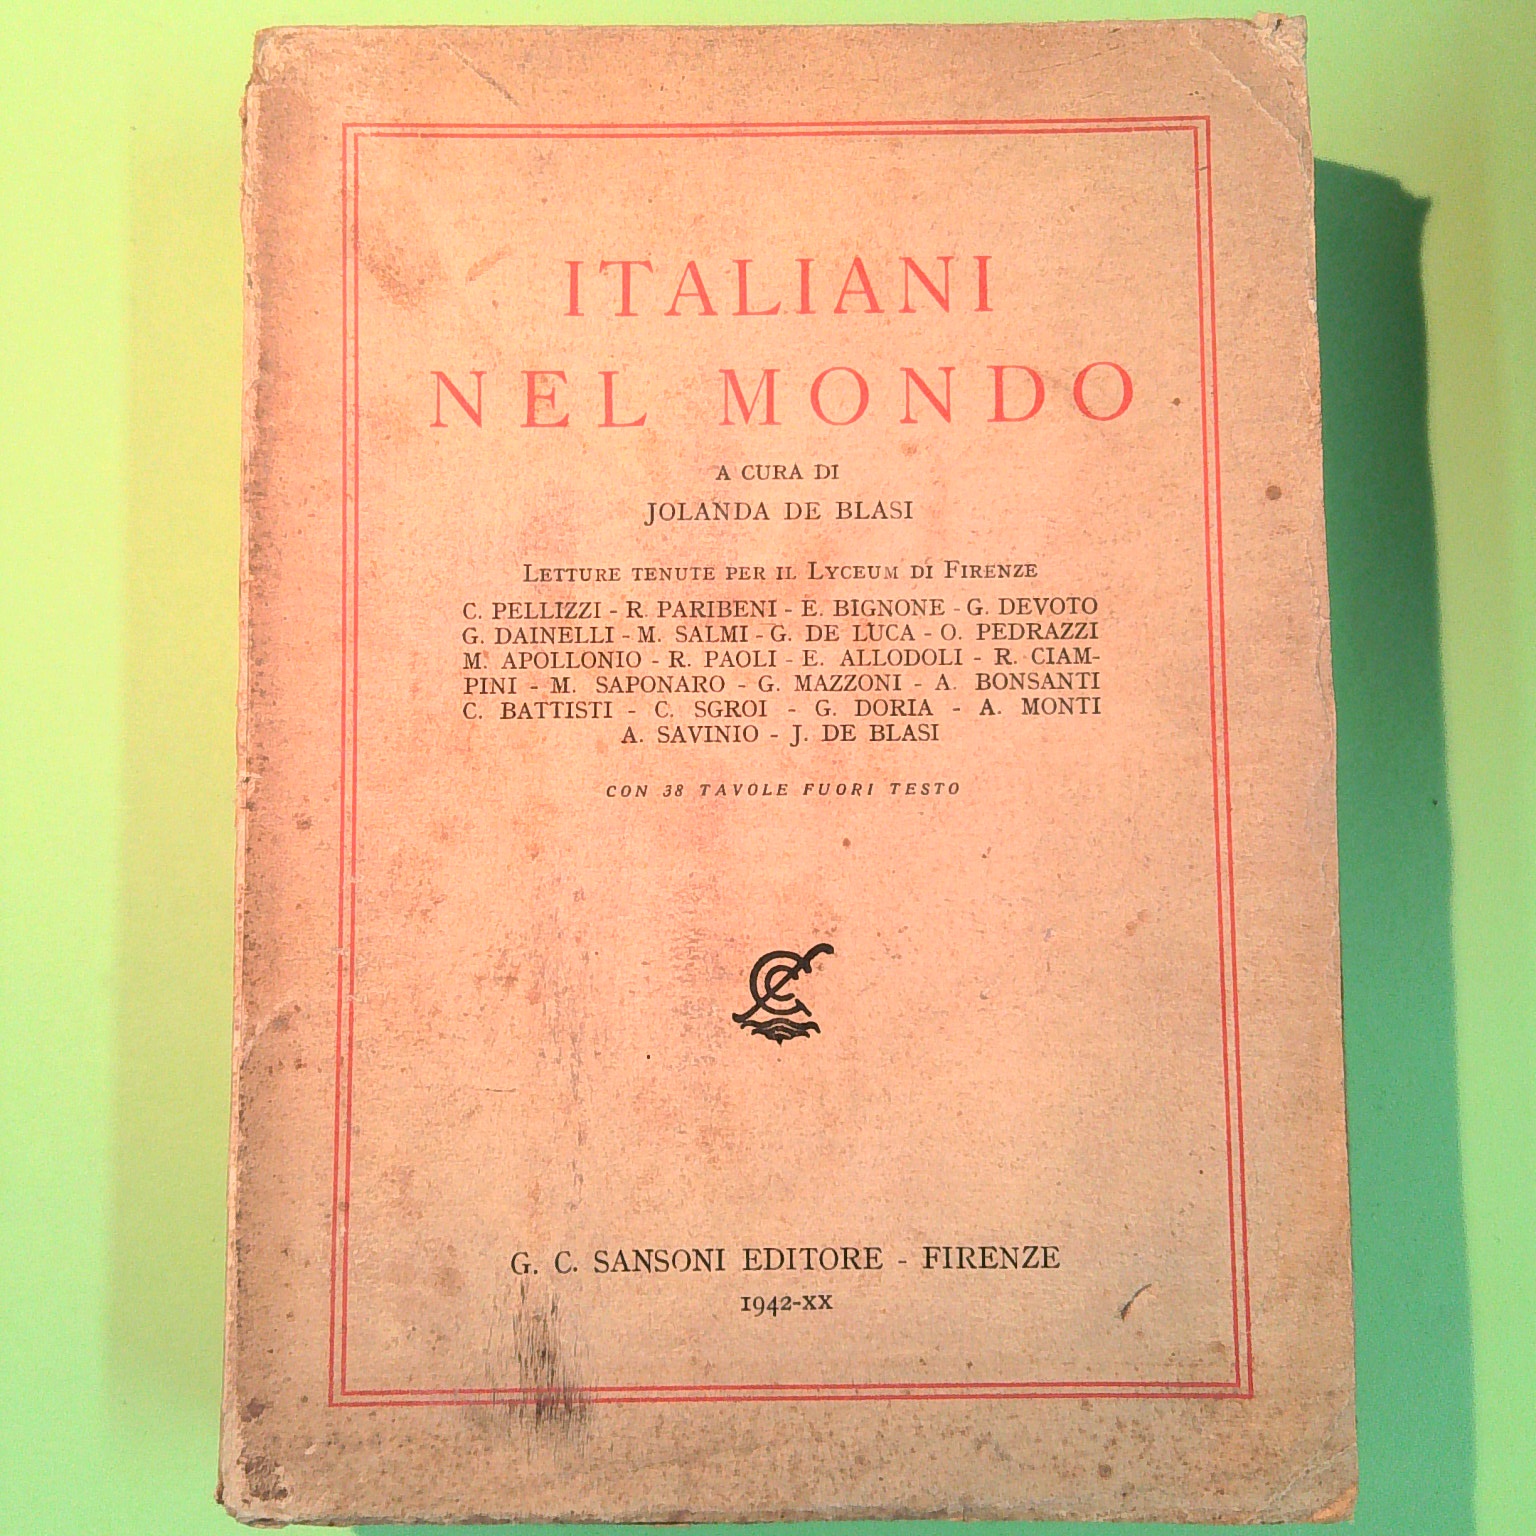 ITALIANI
NEL MONDO
A CURA DI
JOLANDA DE BLASI
LETTURE TENUTE PER IL LYCEUM DI FIRENZE
C. PELLIZZI - R. PARIBENI - E. BIGNONE - G. DEVOTO
G. DAINELLI - M. SALMI - G. DE LUCA - O. PEDRAZZI
M. APOLLONIO - R. PAOLI - E. ALLODOLI - R. CIAM-
PINI - M. SAPONARO - G. MAZZONI - A. BONSANTI
C. BATTISTI - C. SGROI - G. DORIA - A. MONTI
A. SAVINIO - J. DE BLASI
CON 38 TAVOLE FUORI TESTO
G. C. SANSONI EDITORE - FIRENZE
1942-XX